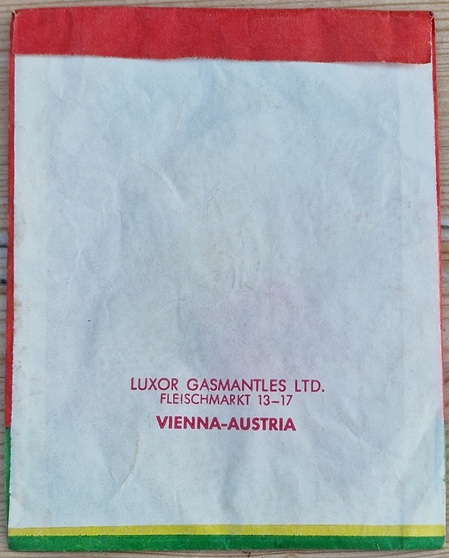 LUXOR GASMANTLES LTD.
FLEISCHMARKT 13–17
VIENNA-AUSTRIA